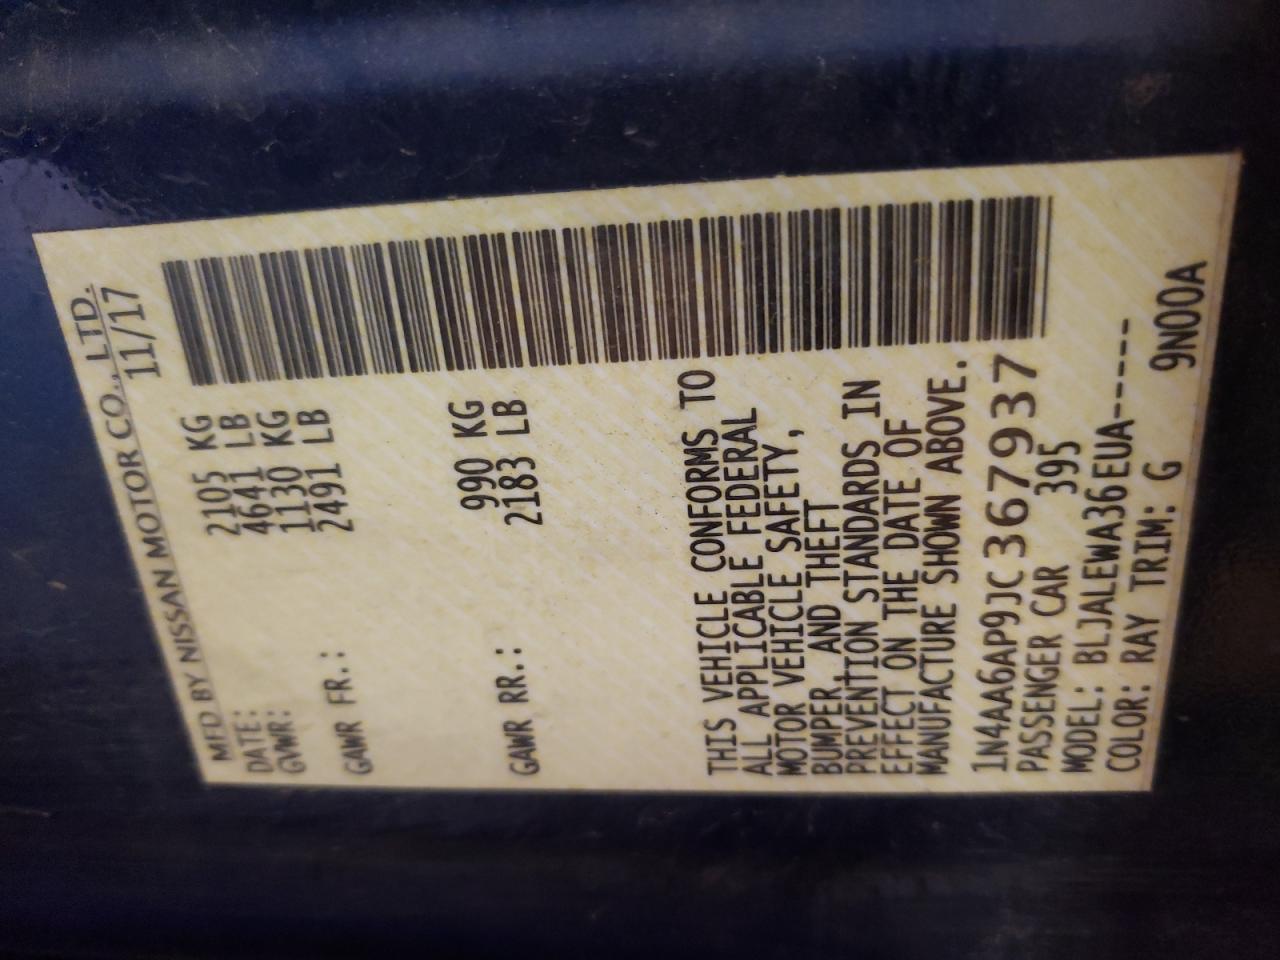 MFD BY NISSAN MOTOR CO., LTD.
DATE: 11/17
GVWR: 2105 KG
4641 LB
GAWR FR.: 1130 KG
2491 LB
GAWR RR.: 990 KG
2183 LB
THIS VEHICLE CONFORMS TO
ALL APPLICABLE FEDERAL
MOTOR VEHICLE SAFETY,
BUMPER, AND THEFT
PREVENTION STANDARDS IN
EFFECT ON THE DATE OF
MANUFACTURE SHOWN ABOVE.
1N4AA6AP9JC367937
PASSENGER CAR 395
MODEL: BLJALEWA36EUA-----
COLOR: RAY TRIM: G 9N00A